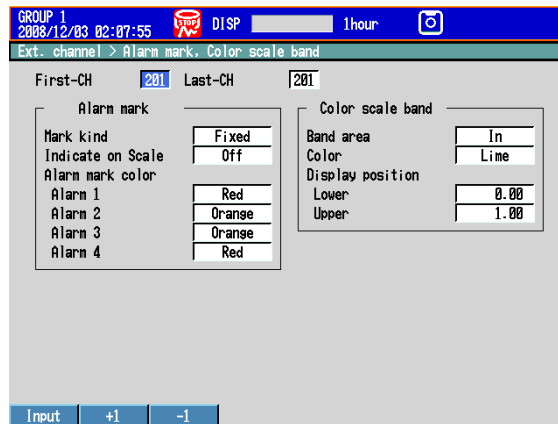 GROUP 1
2008/12/03 02:07:55
STOP
DISP
1hour
Ext. channel > Alarm mark, Color scale band
First-CH 201 Last-CH 201
Alarm mark
Mark kind Fixed
Indicate on Scale Off
Alarm mark color
Alarm 1 Red
Alarm 2 Orange
Alarm 3 Orange
Alarm 4 Red
Color scale band
Band area In
Color Lime
Display position
Lower 0.00
Upper 1.00
Input +1 -1